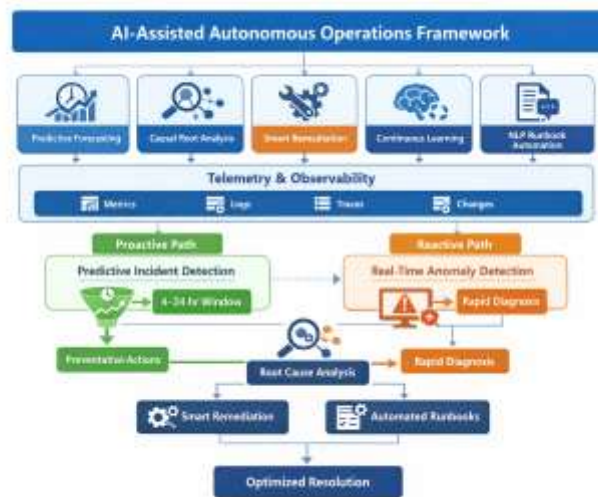 AI-Assisted Autonomous Operations Framework
Predictive Forecasting
Causal Root Analysis
Smart Remediation
Continuous Learning
NLP Runbook
Automation
Telemetry & Observability
Metrics
Logs
Traces
Changes
Proactive Path
Reactive Path
Predictive Incident Detection
Real-Time Anomaly Detection
4-24 hr Window
Rapid Diagnosis
Preventative Actions
Root Cause Analysis
Rapid Diagnosis
Smart Remediation
Automated Runbooks
Optimized Resolution